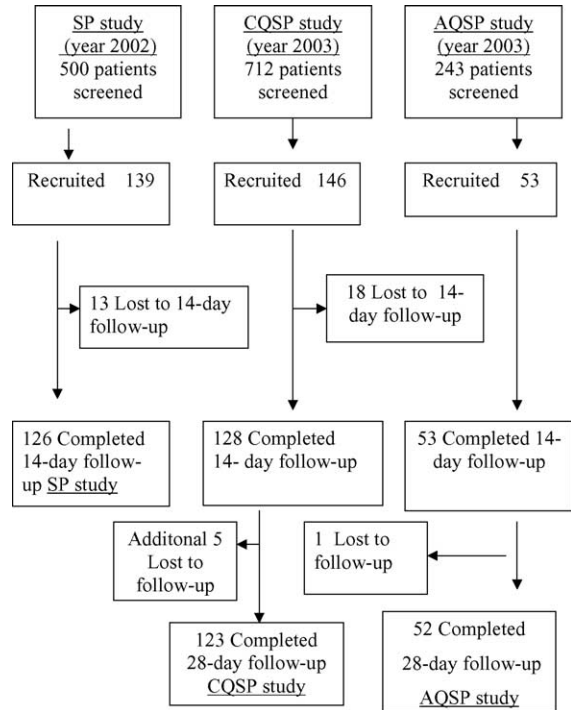 SP study
(year 2002)
500 patients
screened
CQSP study
(year 2003)
712 patients
screened
AQSP study
(year 2003)
243 patients
screened
Recruited 139
Recruited 146
Recruited 53
13 Lost to 14-day
follow-up
18 Lost to 14-
day follow-up
126 Completed
14-day follow-
up SP study
128 Completed
14- day follow-up
53 Completed 14-
day follow-up
Additonal 5
Lost to
follow-up
1 Lost to
follow-up
123 Completed
28-day follow-up
CQSP study
52 Completed
28-day follow-up
AQSP study